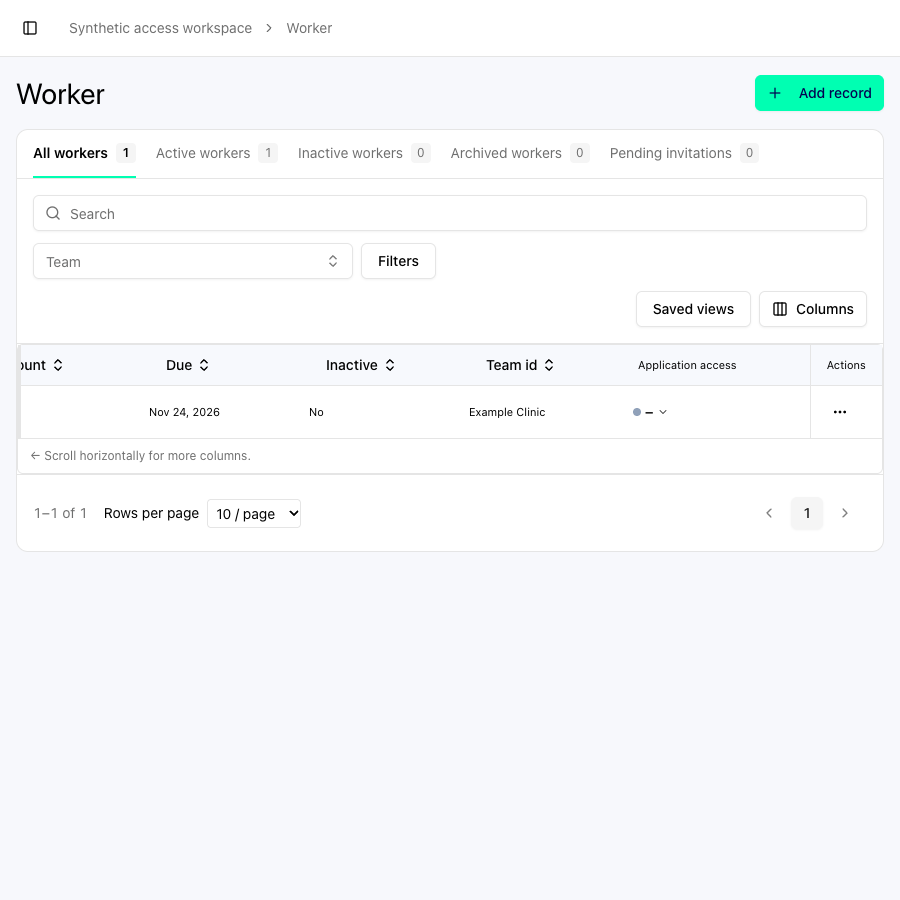 Synthetic access workspace > Worker
Worker
+ Add record
All workers 1 Active workers 1 Inactive workers 0 Archived workers 0 Pending invitations 0
Search
Team Filters
Saved views Columns
ount Due Inactive Team id Application access Actions
Nov 24, 2026 No Example Clinic – ...
← Scroll horizontally for more columns.
1–1 of 1 Rows per page 10 / page < 1 >